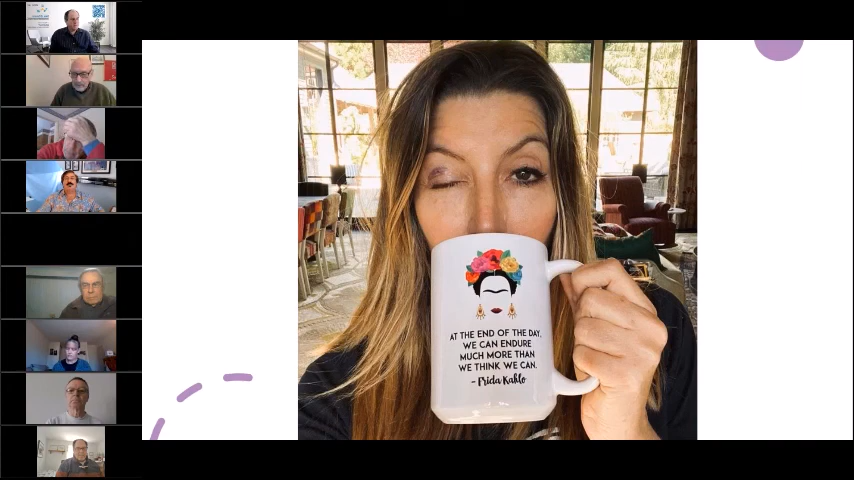 AT THE END OF THE DAY,
WE CAN ENDURE
MUCH MORE THAN
WE THINK WE CAN.
- Frida Kahlo